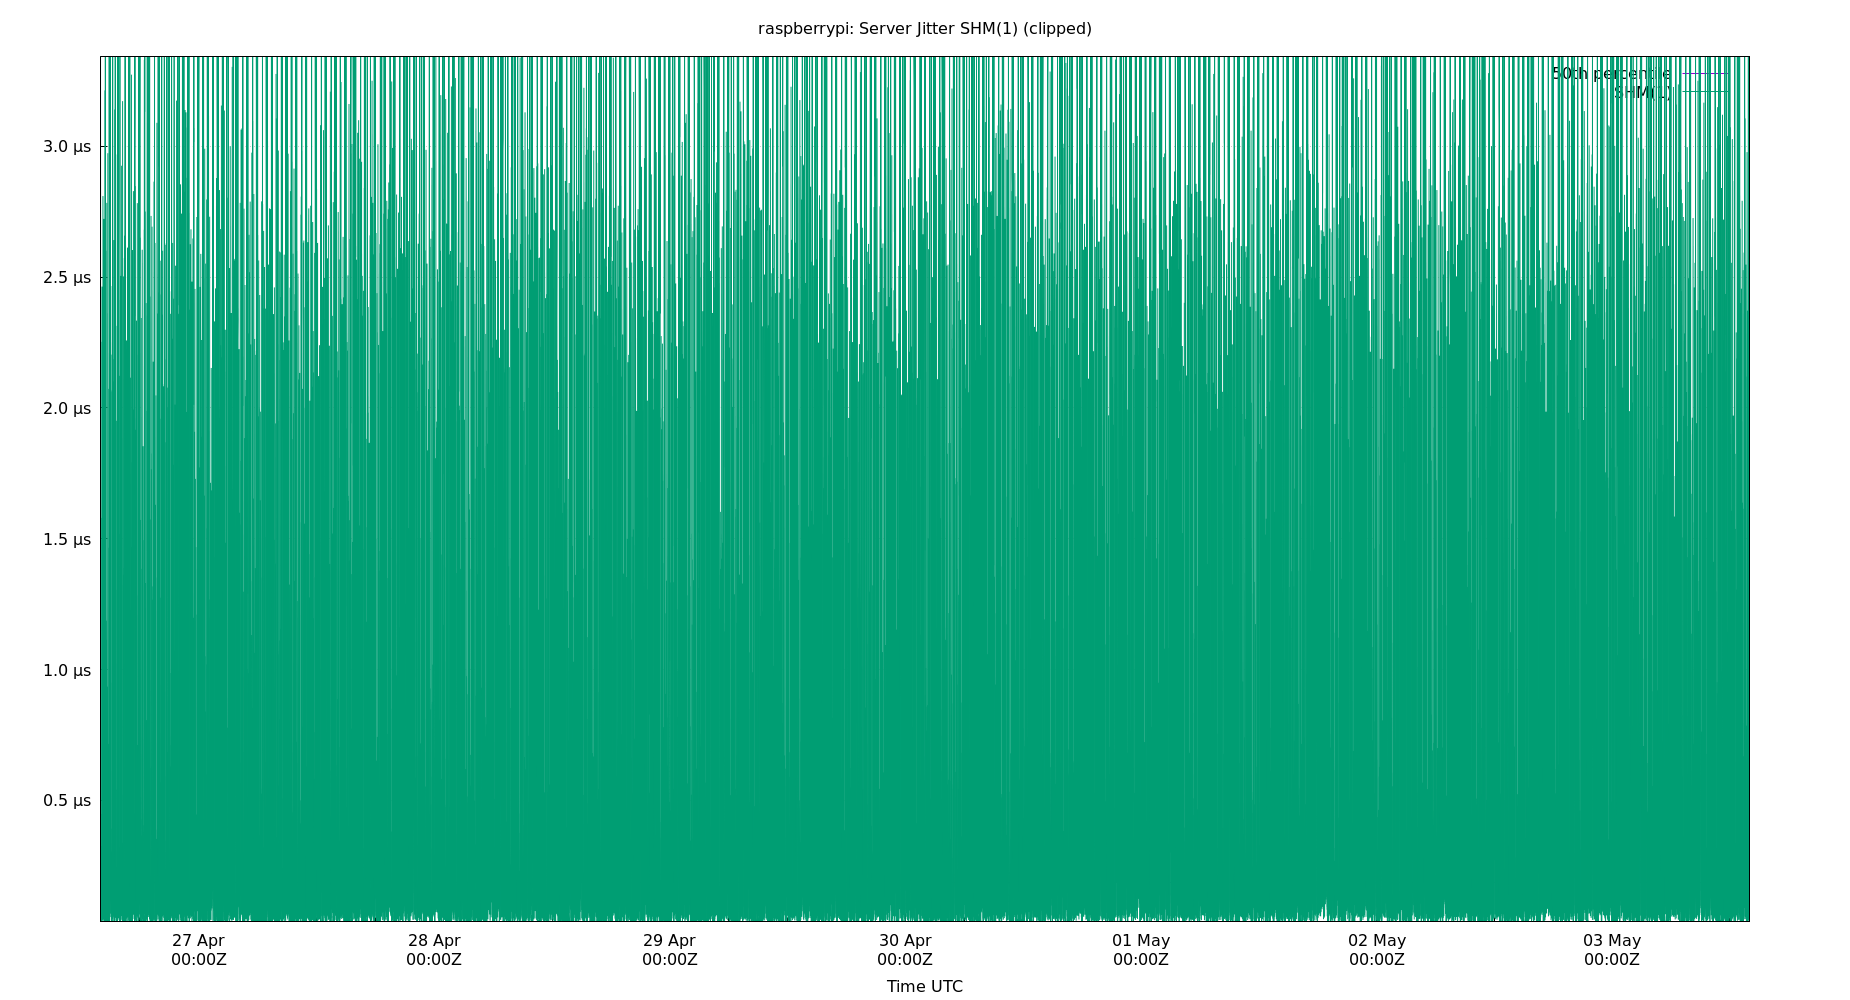 raspberrypi: Server Jitter SHM(1) (clipped)
50th percentile
SHM(1)
3.0 µs
2.5 µs
2.0 µs
1.5 µs
1.0 µs
0.5 µs
27 Apr 28 Apr 29 Apr 30 Apr 01 May 02 May 03 May
00:00Z 00:00Z 00:00Z 00:00Z 00:00Z 00:00Z 00:00Z
Time UTC